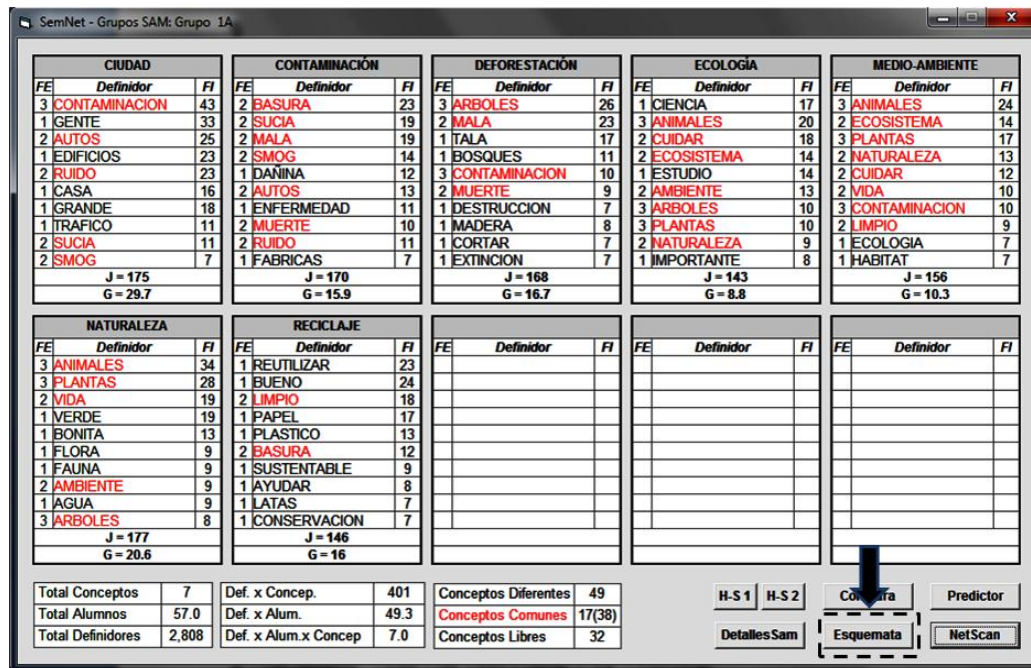 SemNet - Grupos SAM: Grupo 1A
CIUDAD
FE Definidor FI
3 CONTAMINACION 43
1 GENTE 33
2 AUTOS 25
1 EDIFICIOS 23
2 RUIDO 23
1 CASA 16
1 GRANDE 18
1 TRAFICO 11
2 SUCIA 11
2 SMOG 7
J = 175
G = 29.7
CONTAMINACIÓN
FE Definidor FI
2 BASURA 23
2 SUCIA 19
2 MALA 19
2 SMOG 14
1 DAÑINA 12
2 AUTOS 13
1 ENFERMEDAD 11
2 MUERTE 10
2 RUIDO 11
1 FABRICAS 7
J = 170
G = 15.9
DEFORESTACIÓN
FE Definidor FI
3 ARBOLES 26
2 MALA 23
1 TALA 17
1 BOSQUES 11
3 CONTAMINACION 10
2 MUERTE 9
1 DESTRUCCION 7
1 MADERA 8
1 CORTAR 7
1 EXTINCION 7
J = 168
G = 16.7
ECOLOGÍA
FE Definidor FI
1 CIENCIA 17
3 ANIMALES 20
2 CUIDAR 18
2 ECOSISTEMA 14
1 ESTUDIO 14
2 AMBIENTE 13
3 ARBOLES 10
3 PLANTAS 10
2 NATURALEZA 9
1 IMPORTANTE 8
J = 143
G = 8.8
MEDIO-AMBIENTE
FE Definidor FI
3 ANIMALES 24
2 ECOSISTEMA 14
3 PLANTAS 17
2 NATURALEZA 13
2 CUIDAR 12
2 VIDA 10
3 CONTAMINACION 10
2 LIMPIO 9
1 ECOLOGIA 7
1 HABITAT 7
J = 156
G = 10.3
NATURALEZA
FE Definidor FI
3 ANIMALES 34
3 PLANTAS 28
2 VIDA 19
1 VERDE 19
1 BONITA 13
1 FLORA 9
1 FAUNA 9
2 AMBIENTE 9
1 AGUA 9
3 ARBOLES 8
J = 177
G = 20.6
RECICLAJE
FE Definidor FI
1 REUTILIZAR 23
1 BUENO 24
2 LIMPIO 18
1 PAPEL 17
1 PLASTICO 13
2 BASURA 12
1 SUSTENTABLE 9
1 AYUDAR 8
1 LATAS 7
1 CONSERVACION 7
J = 146
G = 16
FE Definidor FI
FE Definidor FI
FE Definidor FI
Total Conceptos 7
Total Alumnos 57.0
Total Definidores 2,808
Def. x Concep. 401
Def. x Alum. 49.3
Def. x Alum.x Concep 7.0
Conceptos Diferentes 49
Conceptos Comunes 17(38)
Conceptos Libres 32
H-S 1 H-S 2 Predictor
DetallesSam Esquemata NetScan